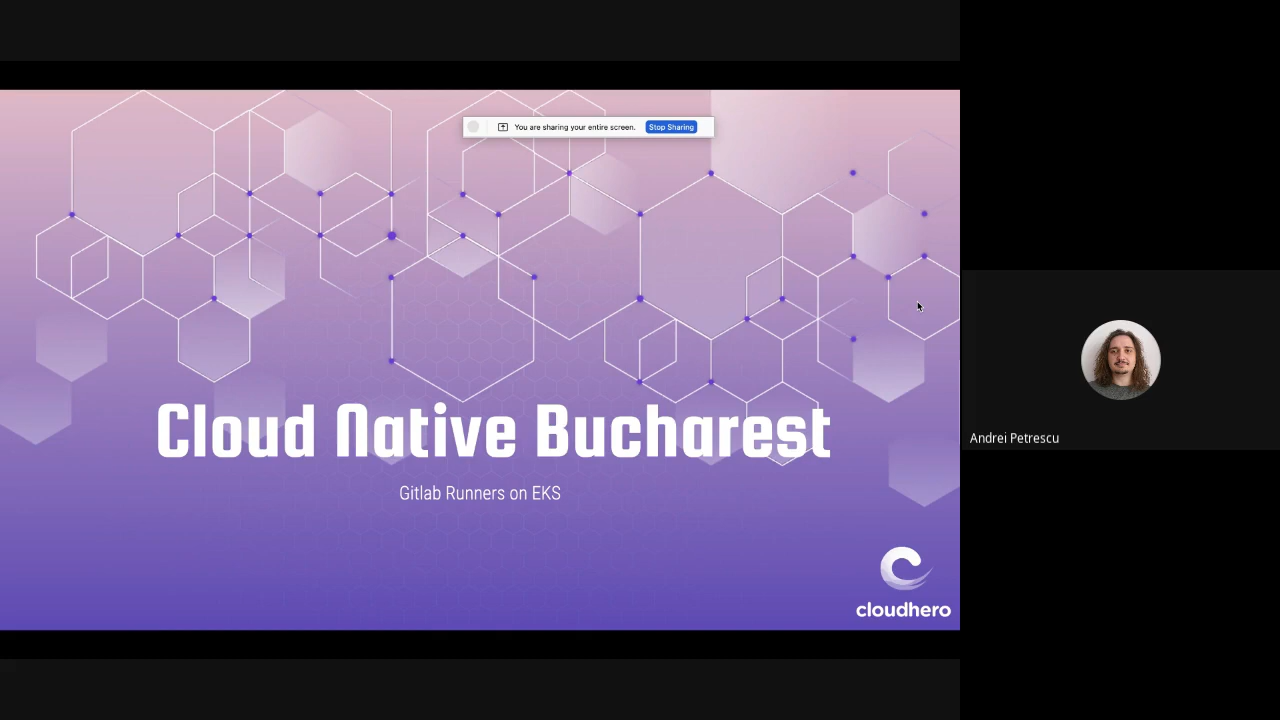 You are sharing your entire screen. Stop Sharing
Cloud Native Bucharest
Gitlab Runners on EKS
cloudhero
Andrei Petrescu